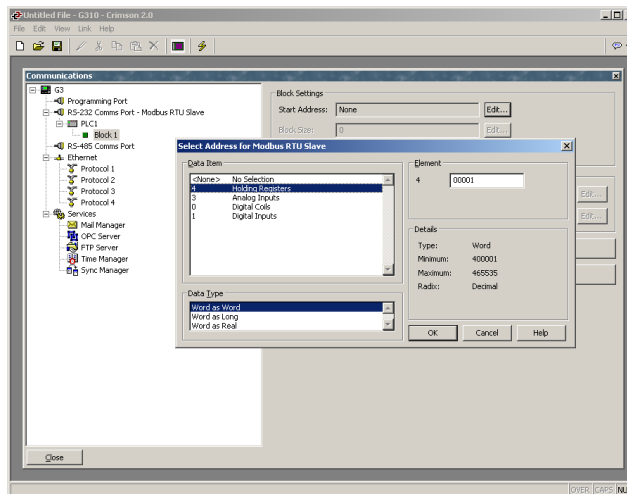 Untitled File - G310 - Crimson 2.0
File Edit View Link Help
Communications
G3
Programming Port
RS-232 Comms Port - Modbus RTU Slave
PLC1
Block 1
RS-485 Comms Port
Ethernet
Protocol 1
Protocol 2
Protocol 3
Protocol 4
Services
Mail Manager
OPC Server
FTP Server
Time Manager
Sync Manager
Block Settings
Start Address: None Edit...
Block Size: 0 Edit...
Edit...
Edit...
Select Address for Modbus RTU Slave
Data Item
<None> No Selection
4 Holding Registers
3 Analog Inputs
0 Digital Coils
1 Digital Inputs
Data Type
Word as Word
Word as Long
Word as Real
Element
4 00001
Details
Type: Word
Minimum: 400001
Maximum: 465535
Radix: Decimal
OK Cancel Help
Close
OVER CAPS NU